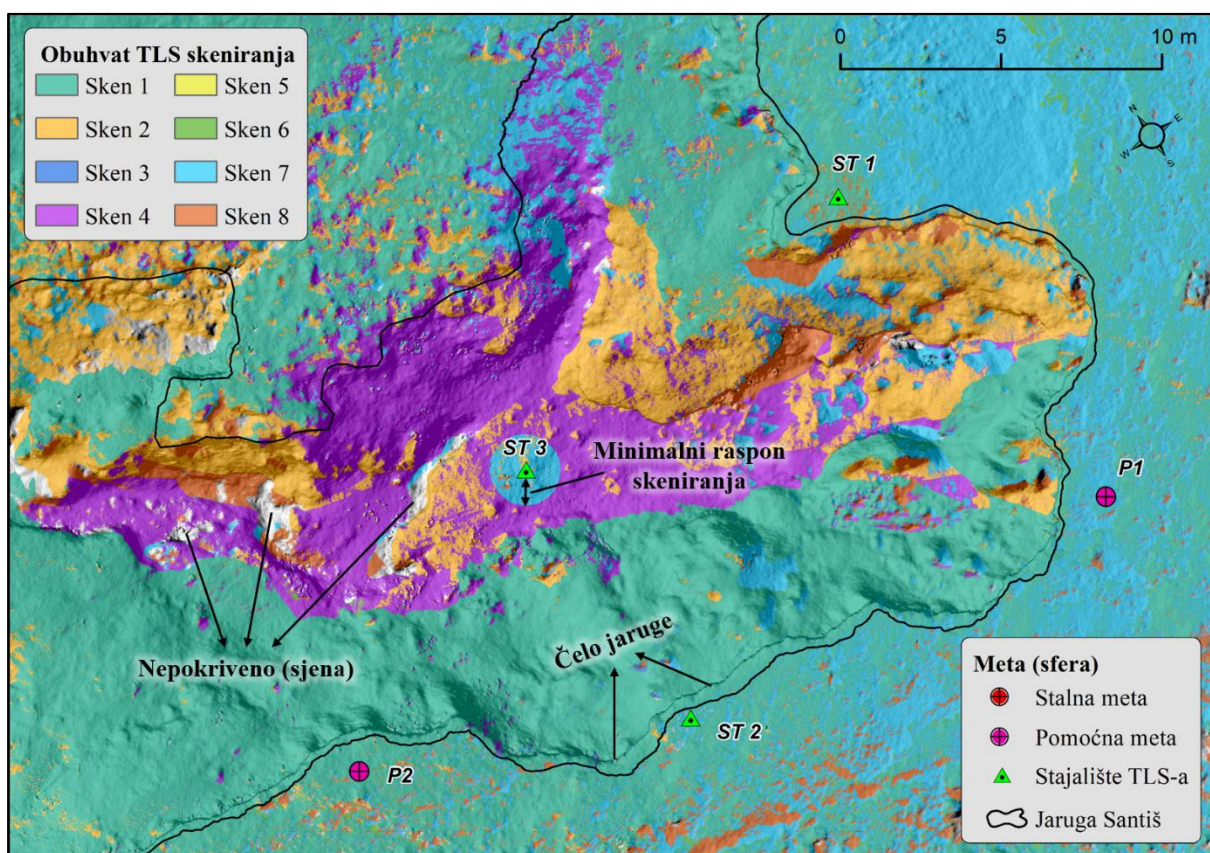 Obuhvat TLS skeniranja
Sken 1
Sken 5
Sken 2
Sken 6
Sken 3
Sken 7
Sken 4
Sken 8
0 5 10 m
N
E
W
S
ST 1
ST 3
Minimalni raspon
skeniranja
P1
Nepokriveno (sjena)
Čelo jaruge
ST 2
P2
Meta (sfera)
Stalna meta
Pomoćna meta
Stajalište TLS-a
Jaruga Santiš